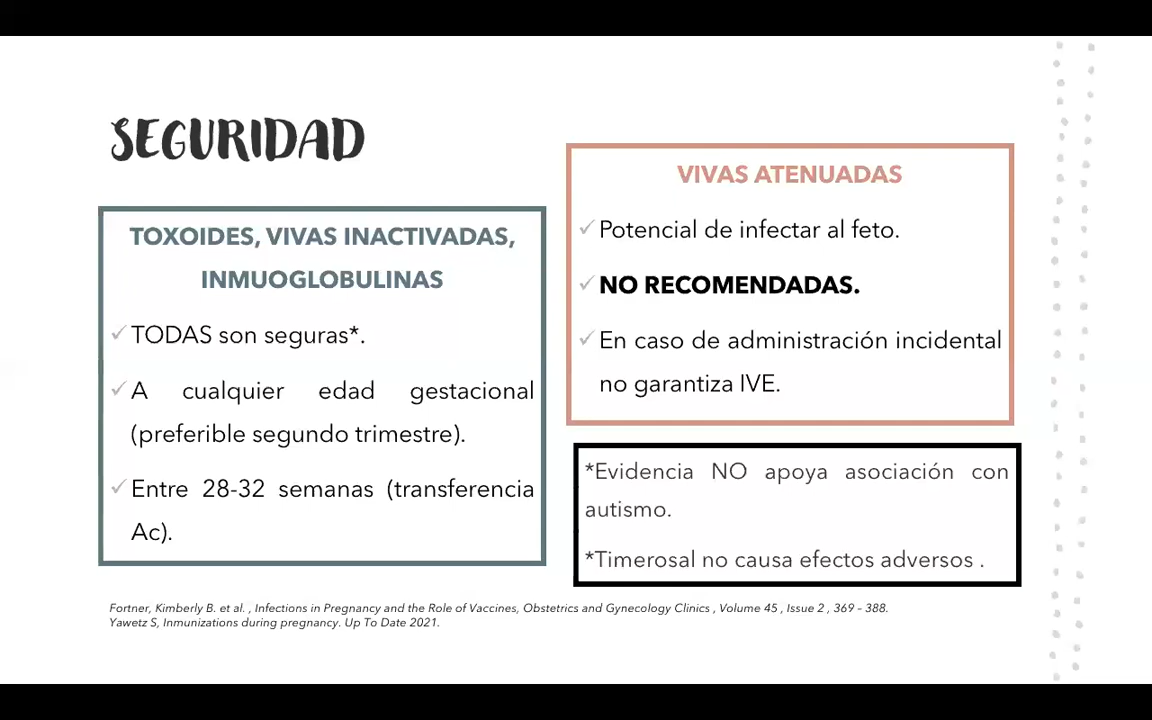 SEGURIDAD
TOXOIDES, VIVAS INACTIVADAS,
INMUOGLOBULINAS
TODAS son seguras*.
A cualquier edad gestacional
(preferible segundo trimestre).
Entre 28-32 semanas (transferencia
Ac).
VIVAS ATENUADAS
Potencial de infectar al feto.
NO RECOMENDADAS.
En caso de administración incidental
no garantiza IVE.
*Evidencia NO apoya asociación con
autismo.
*Timerosal no causa efectos adversos .
Fortner, Kimberly B. et al. , Infections in Pregnancy and the Role of Vaccines, Obstetrics and Gynecology Clinics , Volume 45 , Issue 2 , 369 – 388.
Yawetz S, Inmunizations during pregnancy. Up To Date 2021.